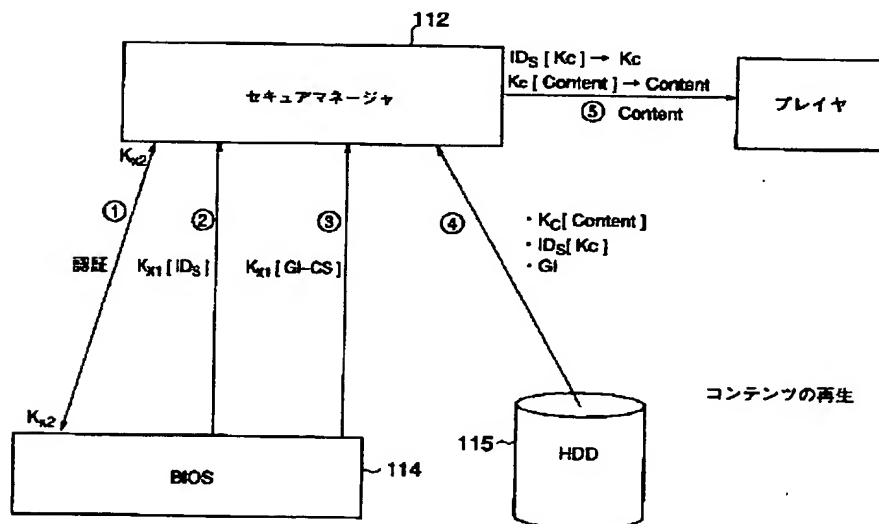 112
セキュアマネージャ
IDS [ Kc ] → Kc
Kc [ Content ] → Content
⑤ Content
プレイヤ
Kx2
①
②
③
④
認証
Kx1 [ IDS ]
Kx1 [ GI-CS ]
・ KC [ Content ]
・ IDS [ Kc ]
・ GI
コンテンツの再生
Kx2
BIOS
114
115
HDD